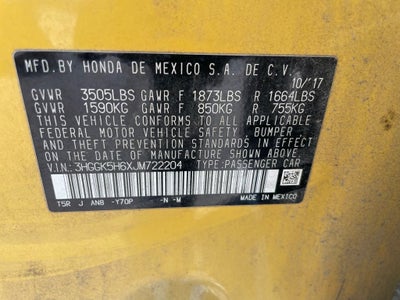 MFD.BY HONDA DE MEXICO S.A. DE C.V.
10/'17
GVWR 3505LBS GAWR F 1873LBS R 1664LBS
GVWR 1590KG GAWR F 850KG R 755KG
THIS VEHICLE CONFORMS TO ALL APPLICABLE
FEDERAL MOTOR VEHICLE SAFETY, BUMPER AND
THEFT PREVENTION STANDARDS IN EFFECT ON
THE DATE OF MANUFACTURE SHOWN ABOVE.
V.I.N.: 3HGGK5H6XJM722204 TYPE: PASSENGER CAR
T5R J AN8 -Y70P -N -M
MADE IN MEXICO